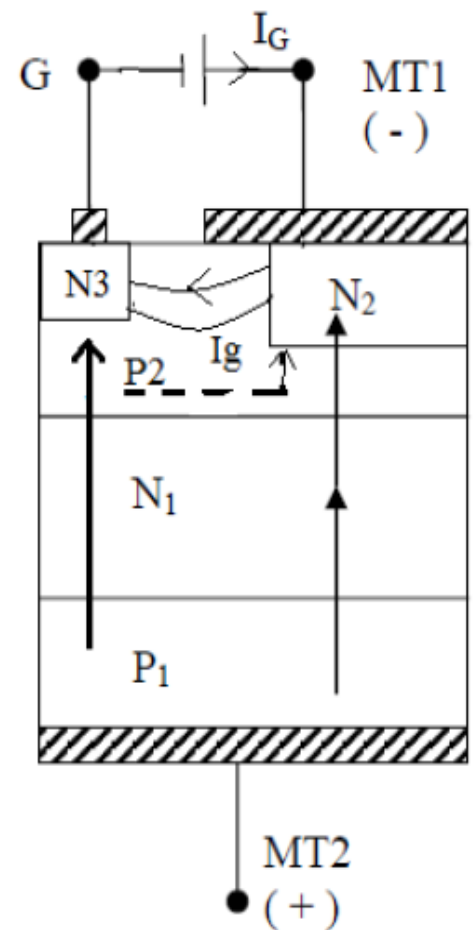 I_G
G
MT1
( - )
N3
N₂
Ig
P2
N₁
P₁
MT2
( + )